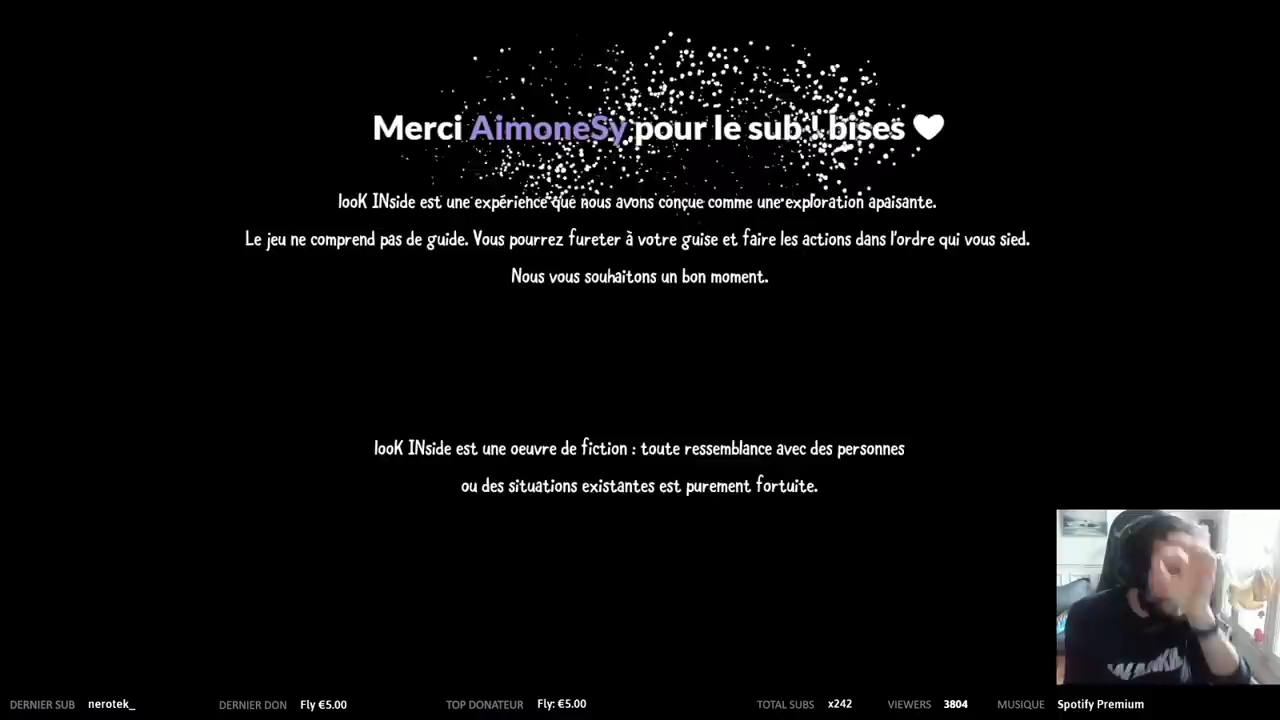 Merci AimoneSy pour le sub ! bises
looK INside est une expérience que nous avons conçue comme une exploration apaisante.
Le jeu ne comprend pas de guide. Vous pourrez fureter à votre guise et faire les actions dans l'ordre qui vous sied.
Nous vous souhaitons un bon moment.
looK INside est une oeuvre de fiction : toute ressemblance avec des personnes
ou des situations existantes est purement fortuite.
DERNIER SUB nerotek_ DERNIER DON Fly €5.00 TOP DONATEUR Fly: €5.00 TOTAL SUBS x242 VIEWERS 3804 MUSIQUE Spotify Premium